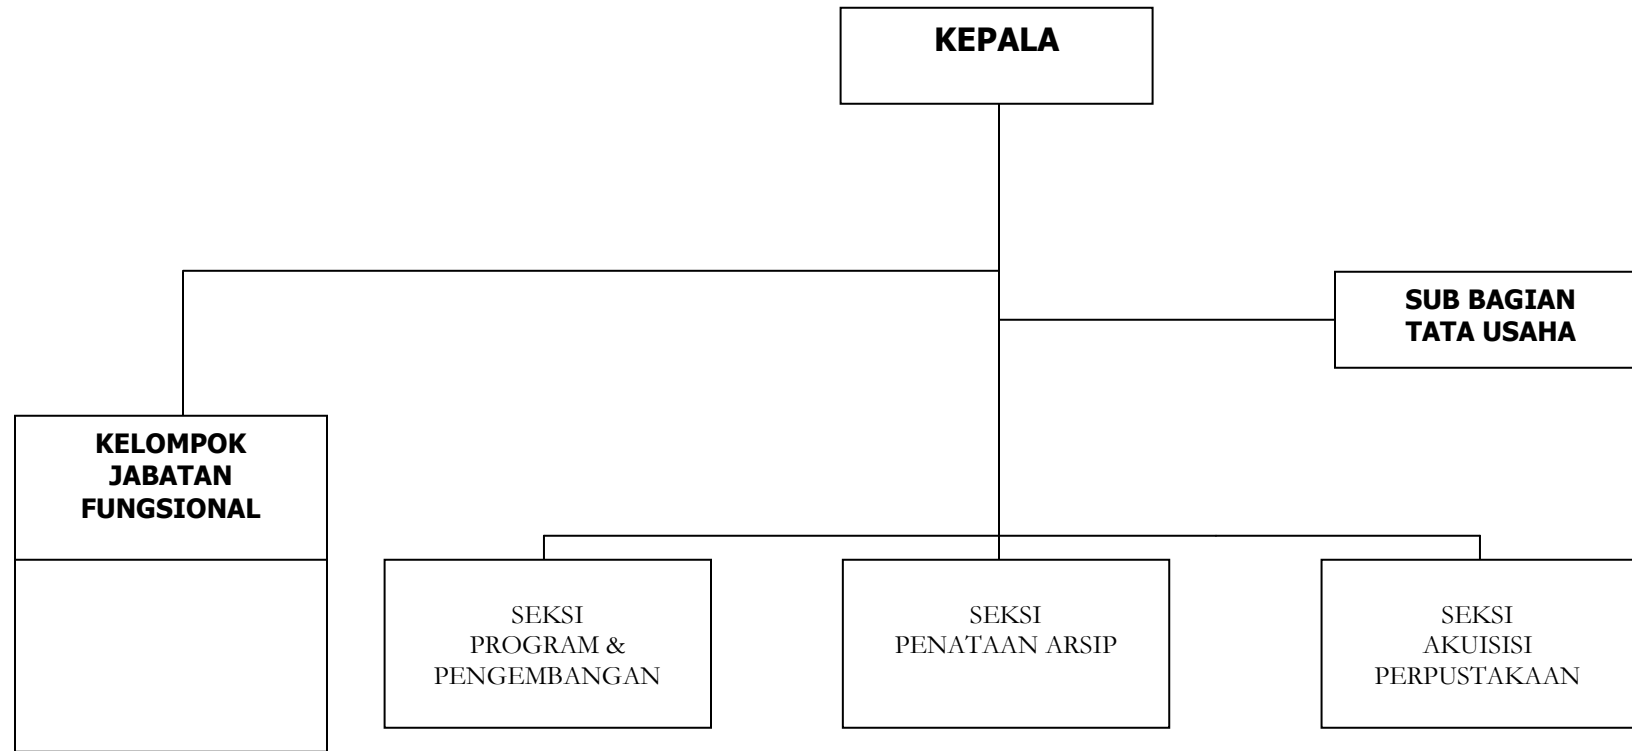 KEPALA
SUB BAGIAN
TATA USAHA
KELOMPOK
JABATAN
FUNGSIONAL
SEKSI
PROGRAM &
PENGEMBANGAN
SEKSI
PENATAAN ARSIP
SEKSI
AKUISISI
PERPUSTAKAAN